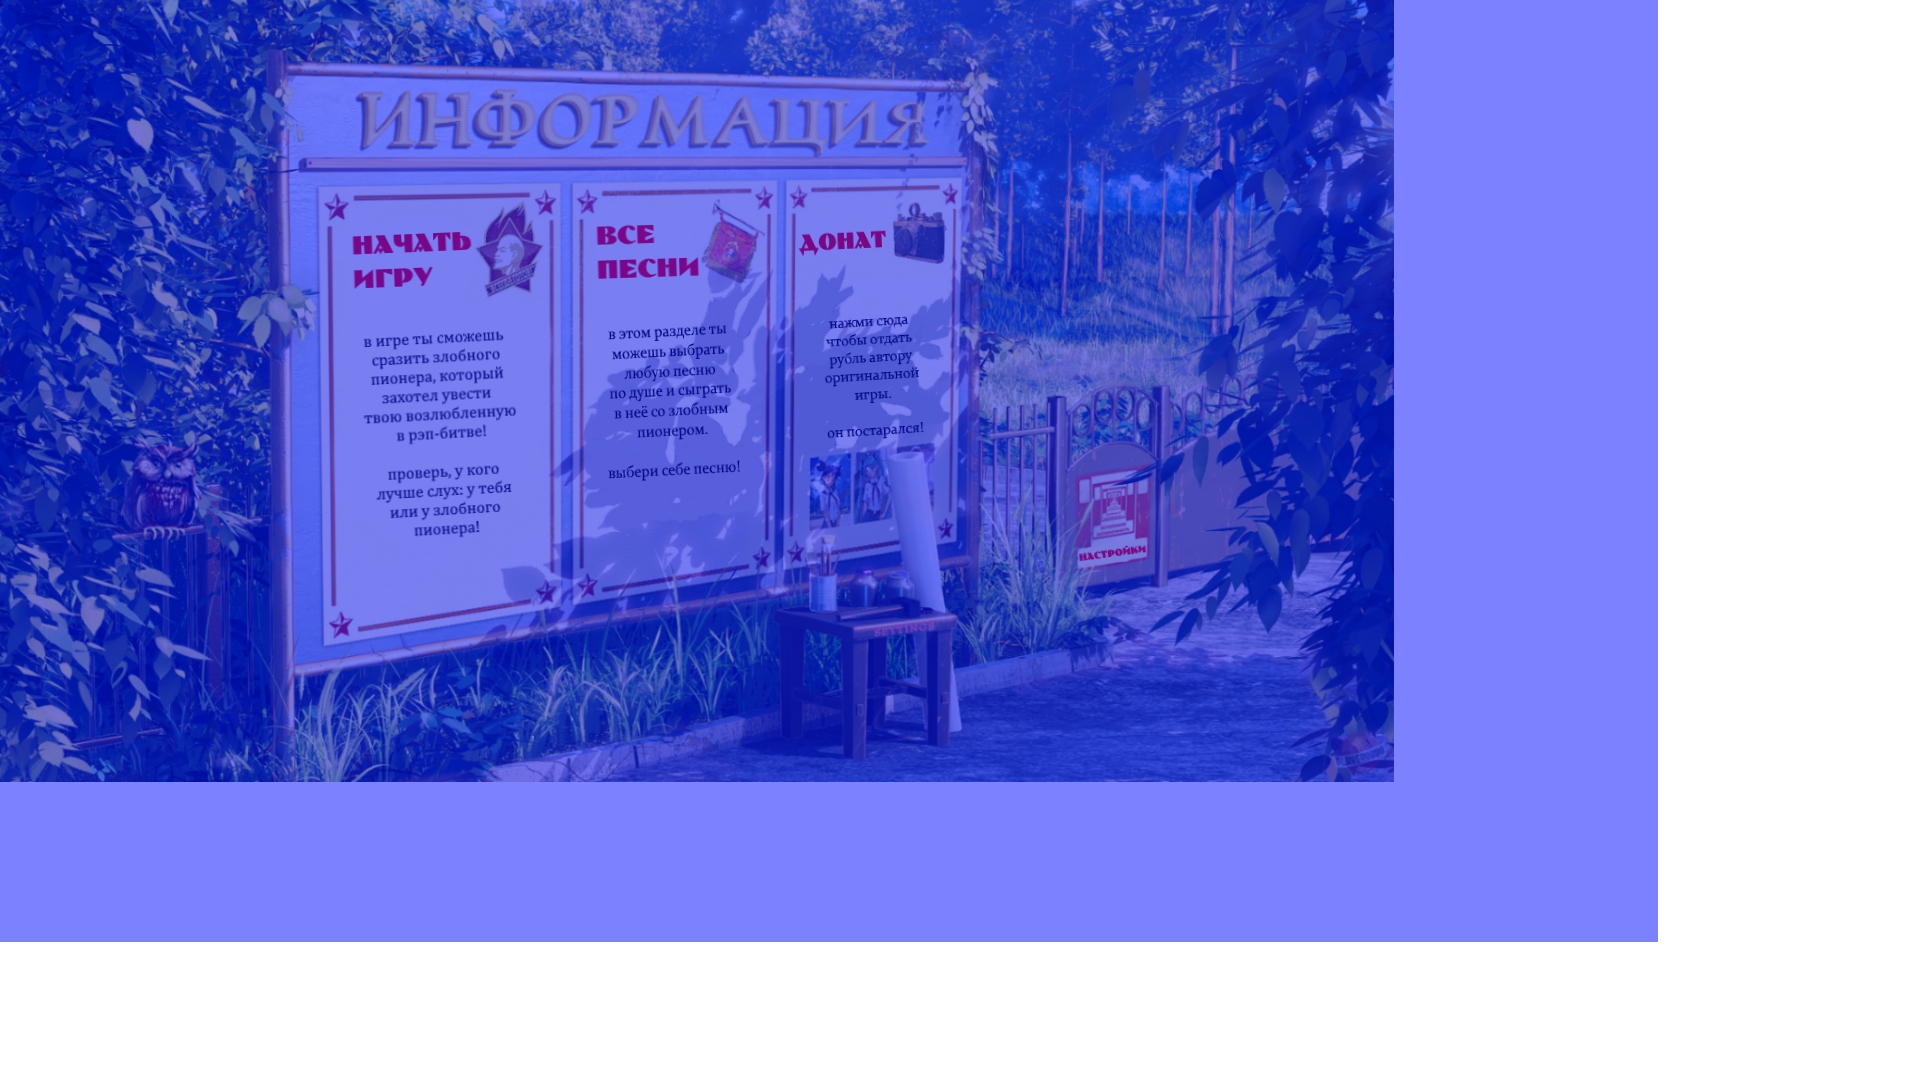 ИНФОРМАЦИЯ
НАЧАТЬ
ИГРУ
в игре ты сможешь
сразить злобного
пионера, который
захотел увести
твою возлюбленную
в рэп-битве!
проверь, у кого
лучше слух: у тебя
или у злобного
пионера!
ВСЕ
ПЕСНИ
в этом разделе ты
можешь выбрать
любую песню
по душе и сыграть
в неё со злобным
пионером.
выбери себе песню!
ДОНАТ
нажми сюда
чтобы отдать
рубль автору
оригинальной
игры.
он постарался!
НАСТРОЙКИ
SETTINGS